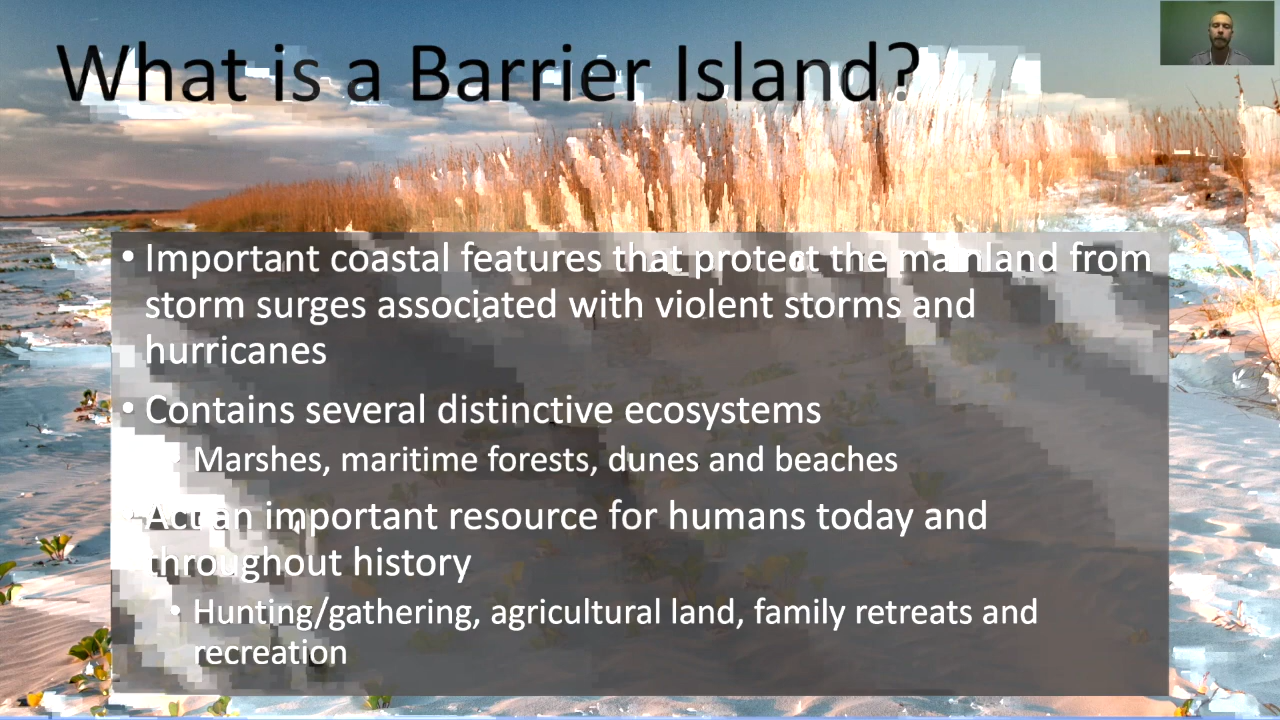 What is a Barrier Island?
• Important coastal features that protect the mainland from
storm surges associated with violent storms and
hurricanes
• Contains several distinctive ecosystems
Marshes, maritime forests, dunes and beaches
• Act an important resource for humans today and
throughout history
• Hunting/gathering, agricultural land, family retreats and
recreation